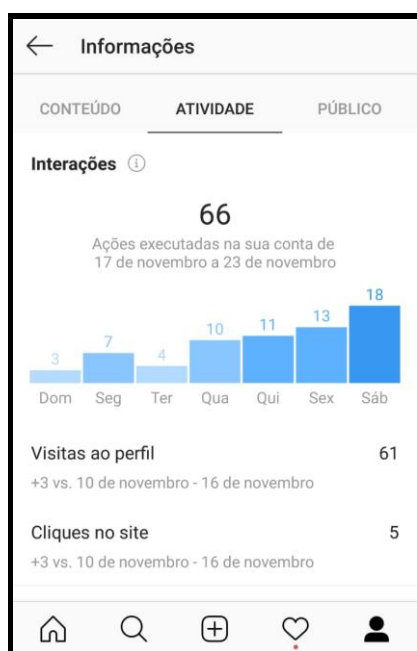 Informações
CONTEÚDO ATIVIDADE PÚBLICO
Interações
66
Ações executadas na sua conta de
17 de novembro a 23 de novembro
3 7 4 10 11 13 18
Dom Seg Ter Qua Qui Sex Sáb
Visitas ao perfil 61
+3 vs. 10 de novembro - 16 de novembro
Cliques no site 5
+3 vs. 10 de novembro - 16 de novembro